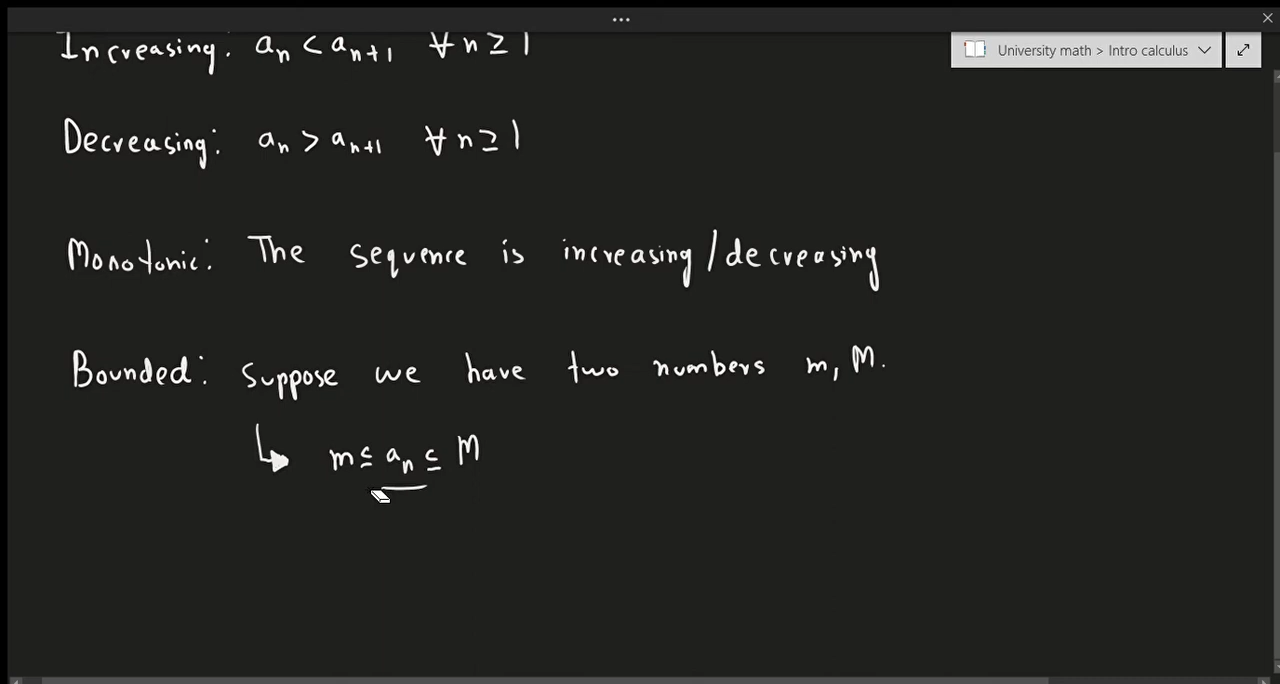 ...
University math > Intro calculus
Increasing: aₙ < aₙ₊₁ ∀ n ≥ 1
Decreasing: aₙ > aₙ₊₁ ∀ n ≥ 1
Monotonic: The sequence is increasing/decreasing
Bounded: Suppose we have two numbers m, M.
↳ m ≤ aₙ ≤ M